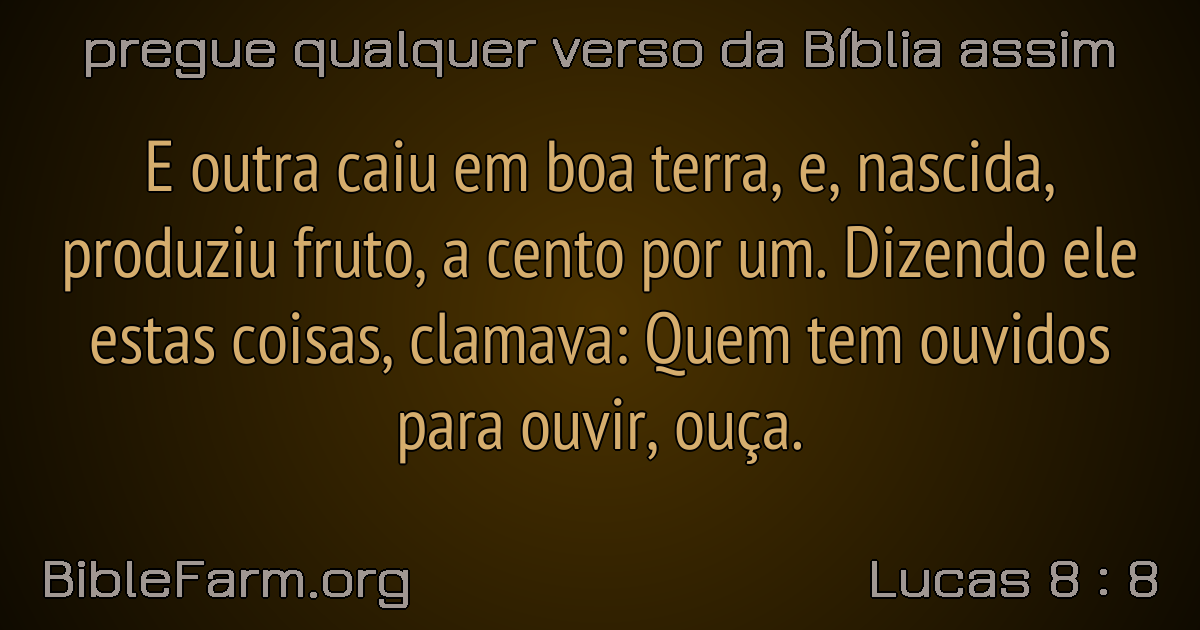 pregue qualquer verso da Bíblia assim
E outra caiu em boa terra, e, nascida,
produziu fruto, a cento por um. Dizendo ele
estas coisas, clamava: Quem tem ouvidos
para ouvir, ouça.
BibleFarm.org
Lucas 8 : 8